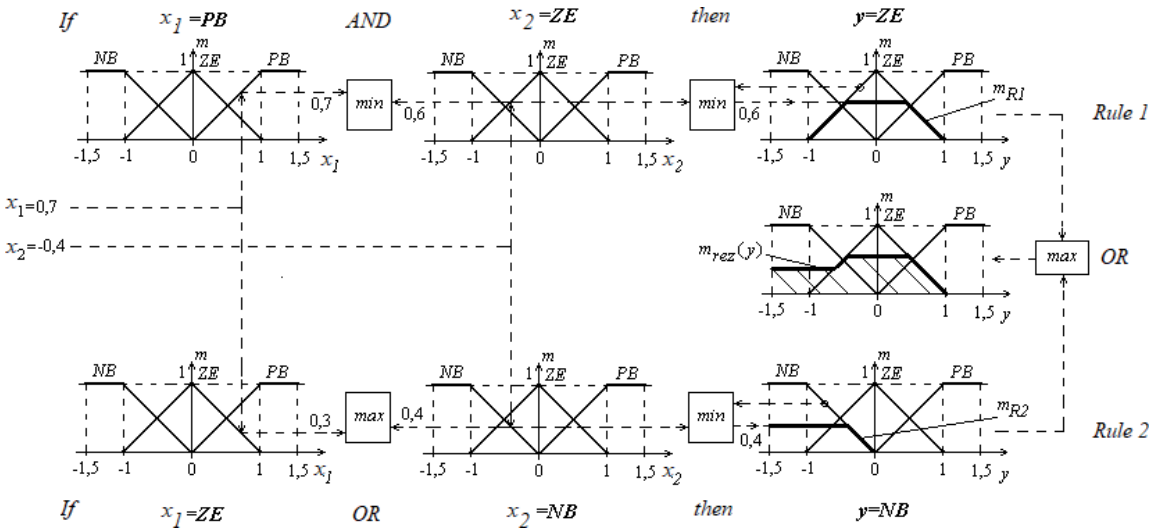 If x1 =PB AND x2 =ZE then y=ZE
m m m
NB 1 ZE PB NB 1 ZE PB NB 1 ZE PB
mR1
0,7 min 0,6 min 0,6 Rule 1
-1,5 -1 0 1 1,5 x1 -1,5 -1 0 1 1,5 x2 -1,5 -1 0 1 1,5 y
x1=0,7
x2=-0,4
m
NB 1 ZE PB
mrez(y) max OR
-1,5 -1 0 1 1,5 y
m m m
NB 1 ZE PB NB 1 ZE PB NB 1 ZE PB
mR2
0,3 max 0,4 min 0,4 Rule 2
-1,5 -1 0 1 1,5 x1 -1,5 -1 0 1 1,5 x2 -1,5 -1 0 1 1,5 y
If x1 =ZE OR x2 =NB then y=NB